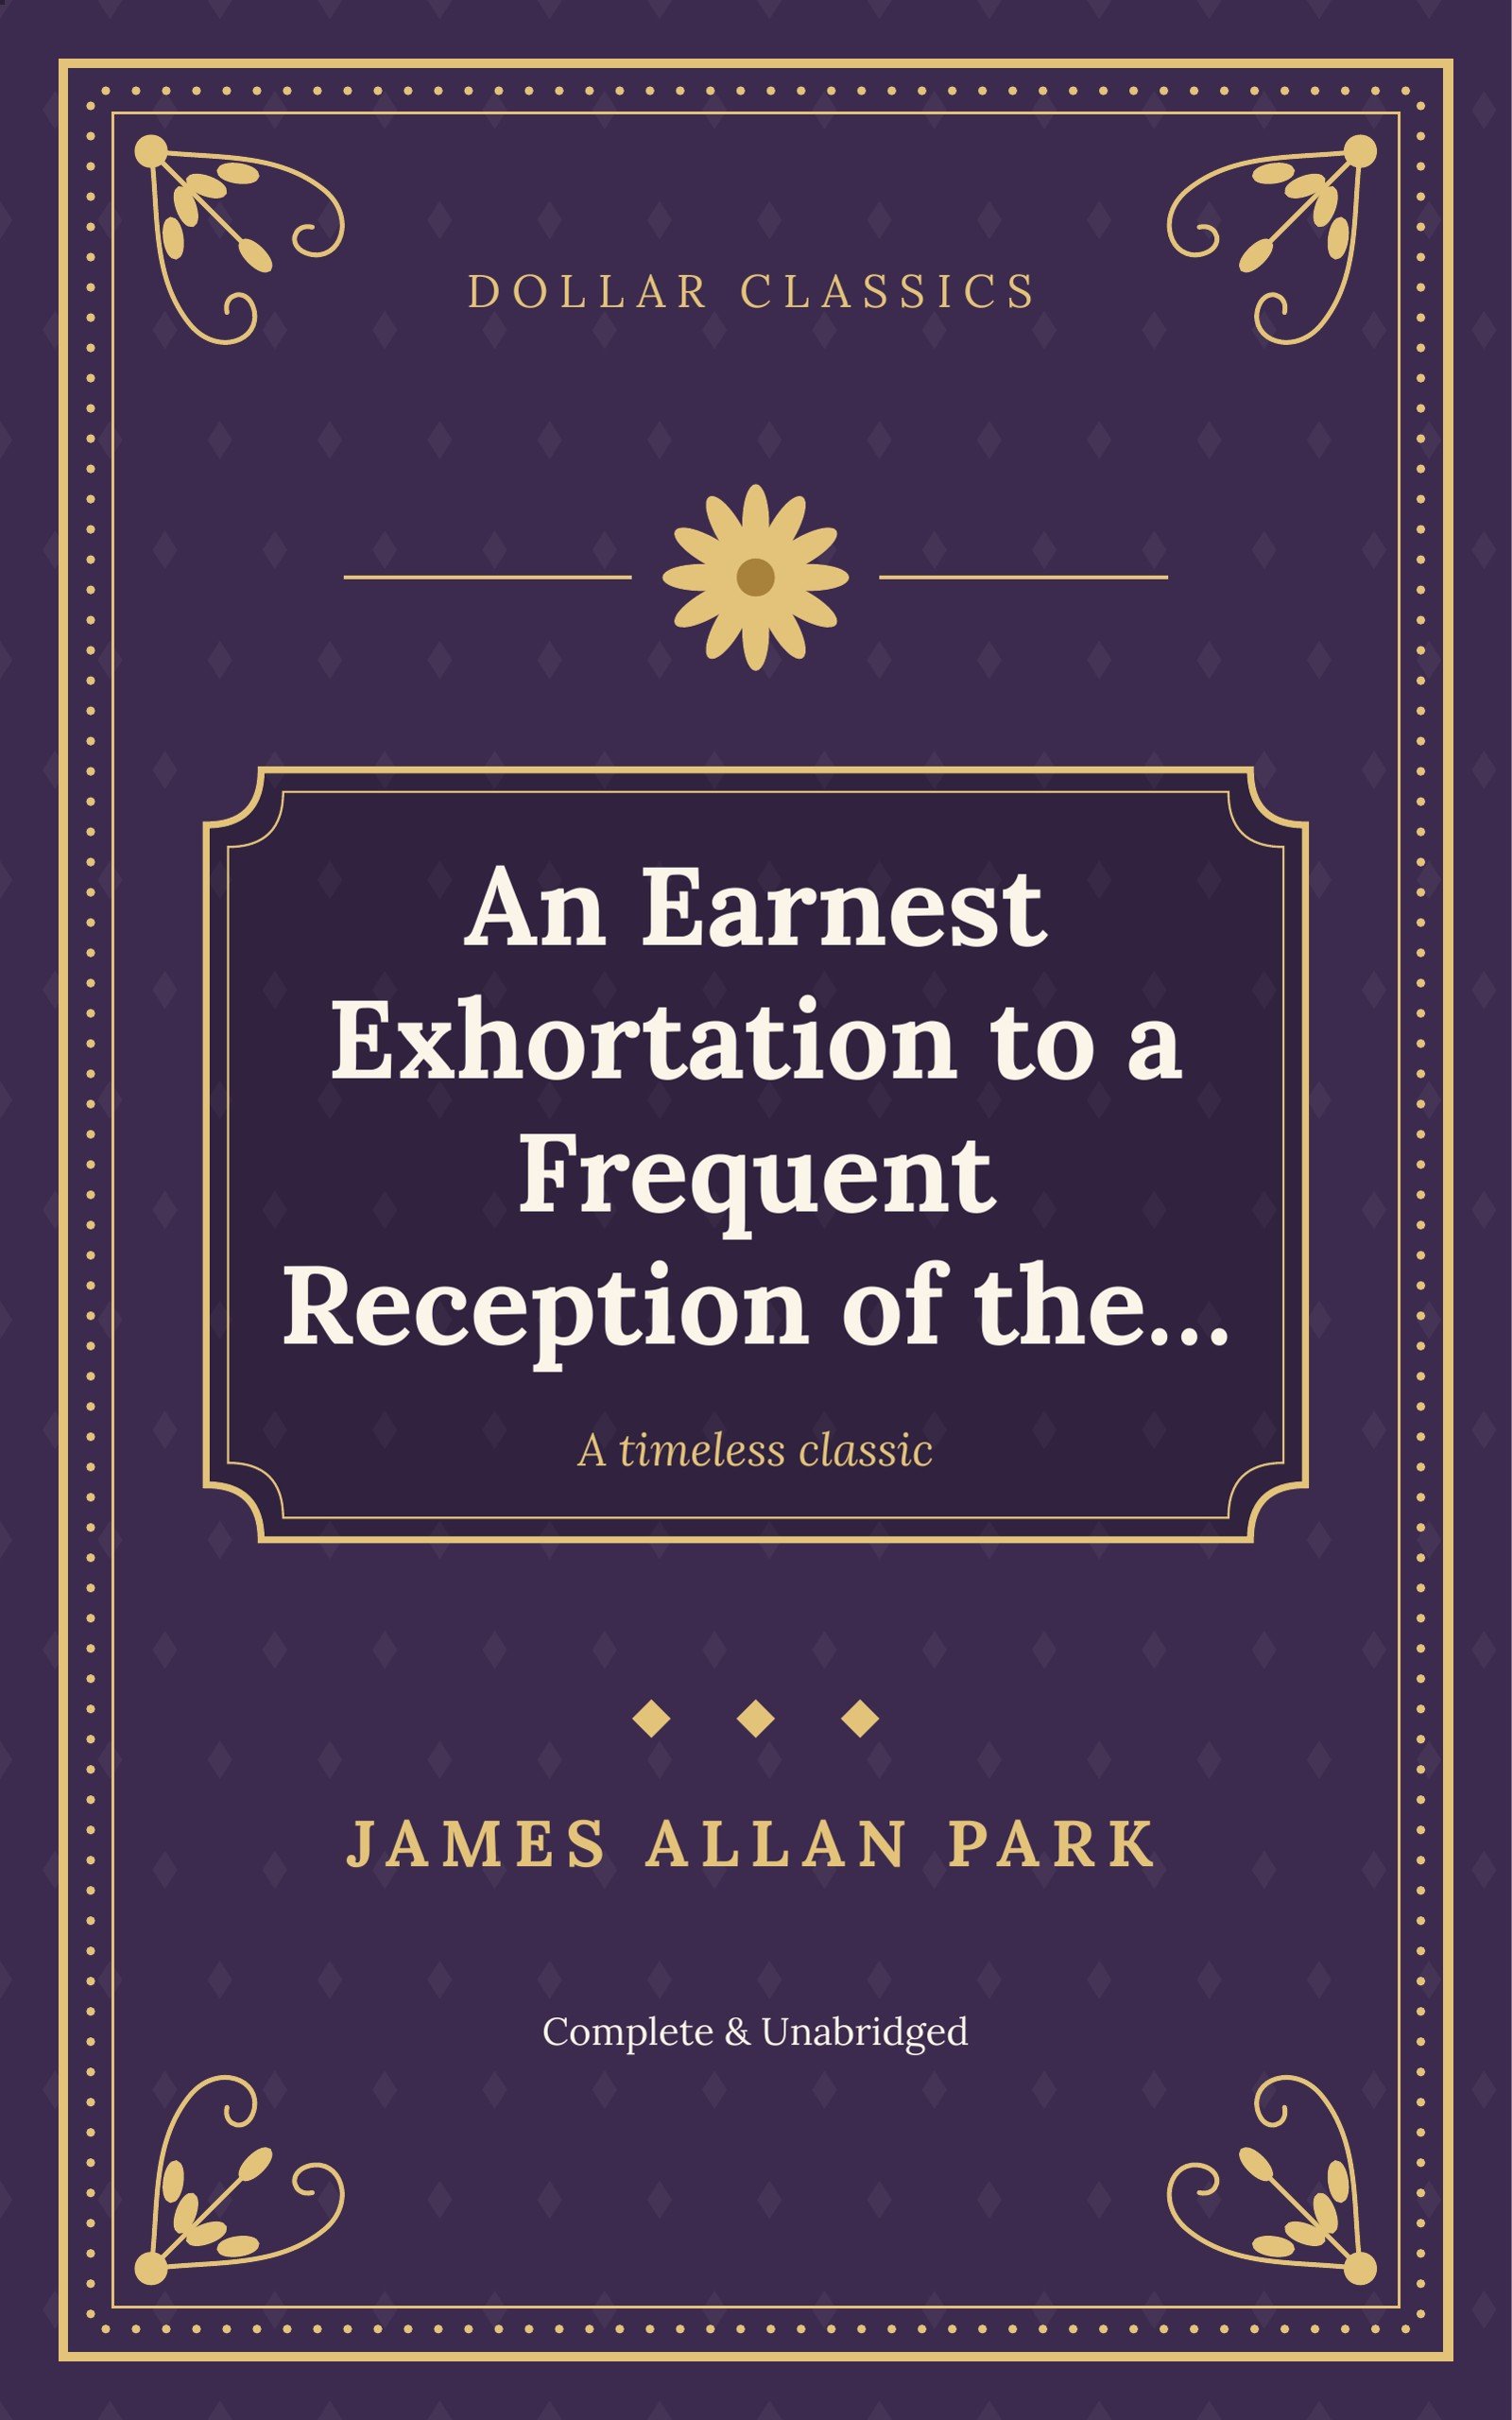 DOLLAR CLASSICS
An Earnest
Exhortation to a
Frequent
Reception of the...
A timeless classic
JAMES ALLAN PARK
Complete & Unabridged